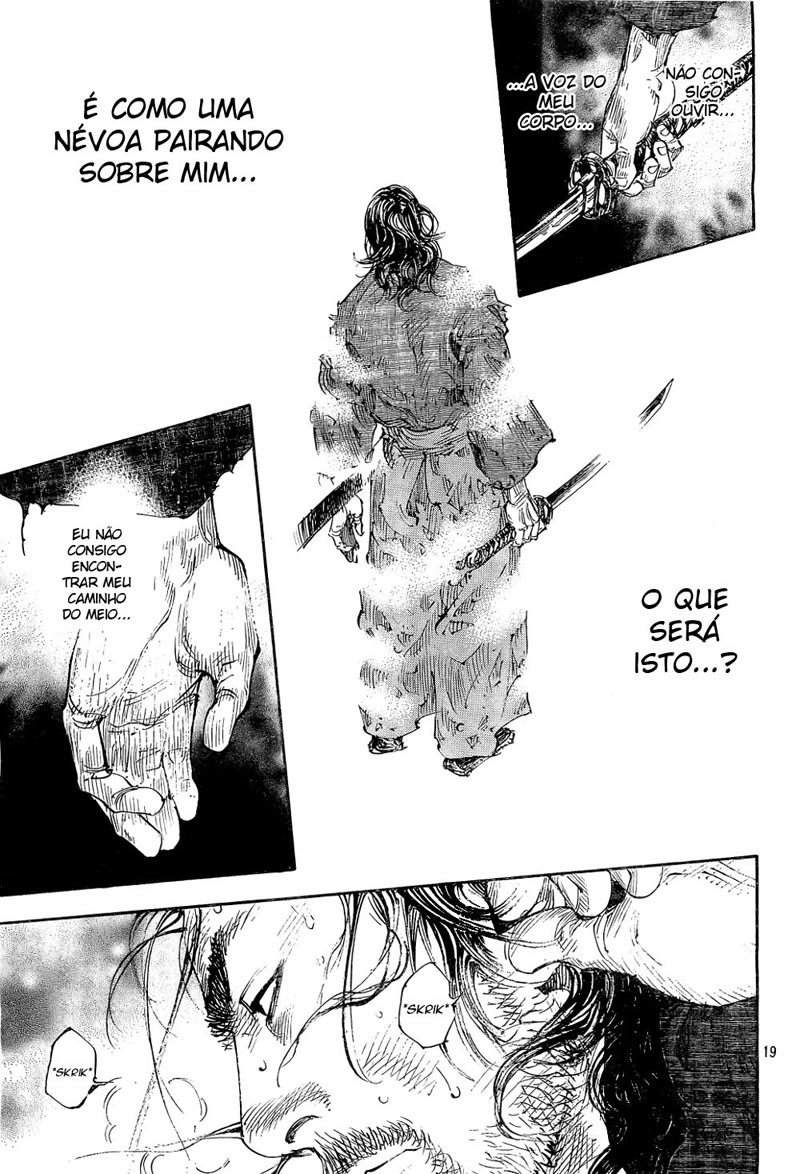 NÃO CON-
SIGO
OUVIR...
...A VOZ DO
MEU
CORPO...
É COMO UMA
NÉVOA PAIRANDO
SOBRE MIM...
O QUE
SERÁ
ISTO...?
EU NÃO
CONSIGO
ENCON-
TRAR MEU
CAMINHO
DO MEIO...
"SKRIK"
"SKRIK"
19